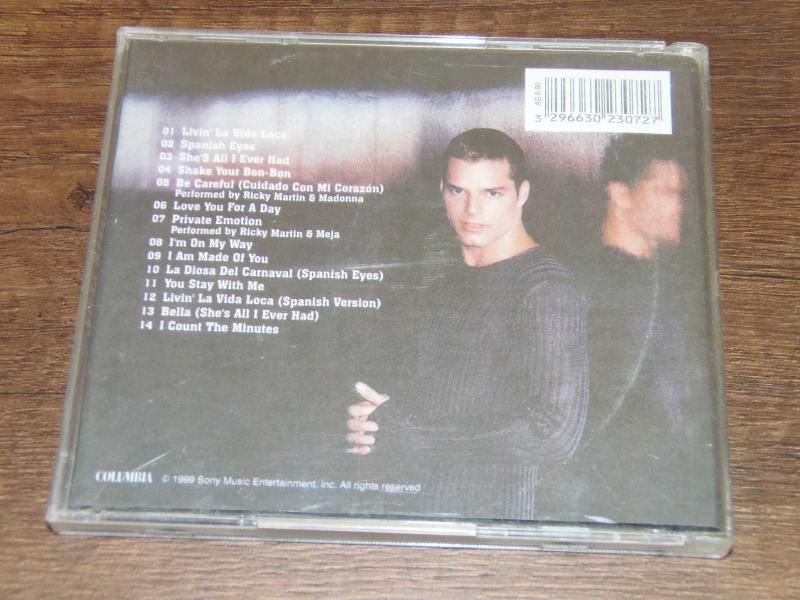 AS 6-99
3 296630 230727
01 Livin' La Vida Loca
02 Spanish Eyes
03 She'S All I Ever Had
04 Shake Your Bon-Bon
05 Be Careful (Cuidado Con Mi Corazón)
Performed by Ricky Martin & Madonna
06 Love You For A Day
07 Private Emotion
Performed by Ricky Martin & Meja
08 I'm On My Way
09 I Am Made Of You
10 La Diosa Del Carnaval (Spanish Eyes)
11 You Stay With Me
12 Livin' La Vida Loca (Spanish Version)
13 Bella (She's All I Ever Had)
14 I Count The Minutes
COLUMBIA © 1999 Sony Music Entertainment, Inc. All rights reserved